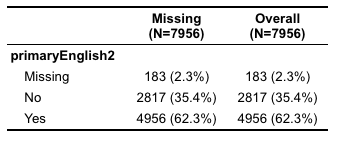 Missing Overall
(N=7956) (N=7956)
primaryEnglish2
Missing 183 (2.3%) 183 (2.3%)
No 2817 (35.4%) 2817 (35.4%)
Yes 4956 (62.3%) 4956 (62.3%)